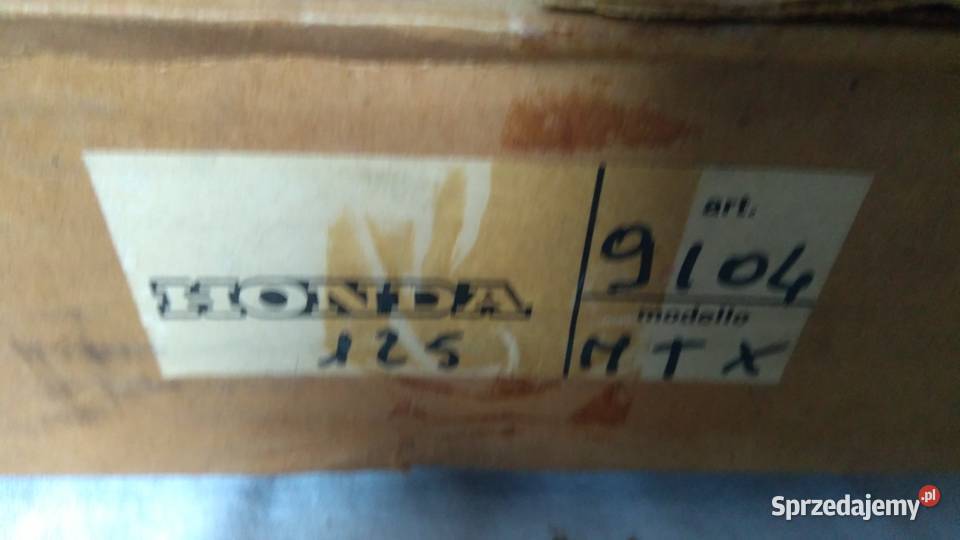 art.
9104
HONDA
modello
125
MTX
Sprzedajemy.pl